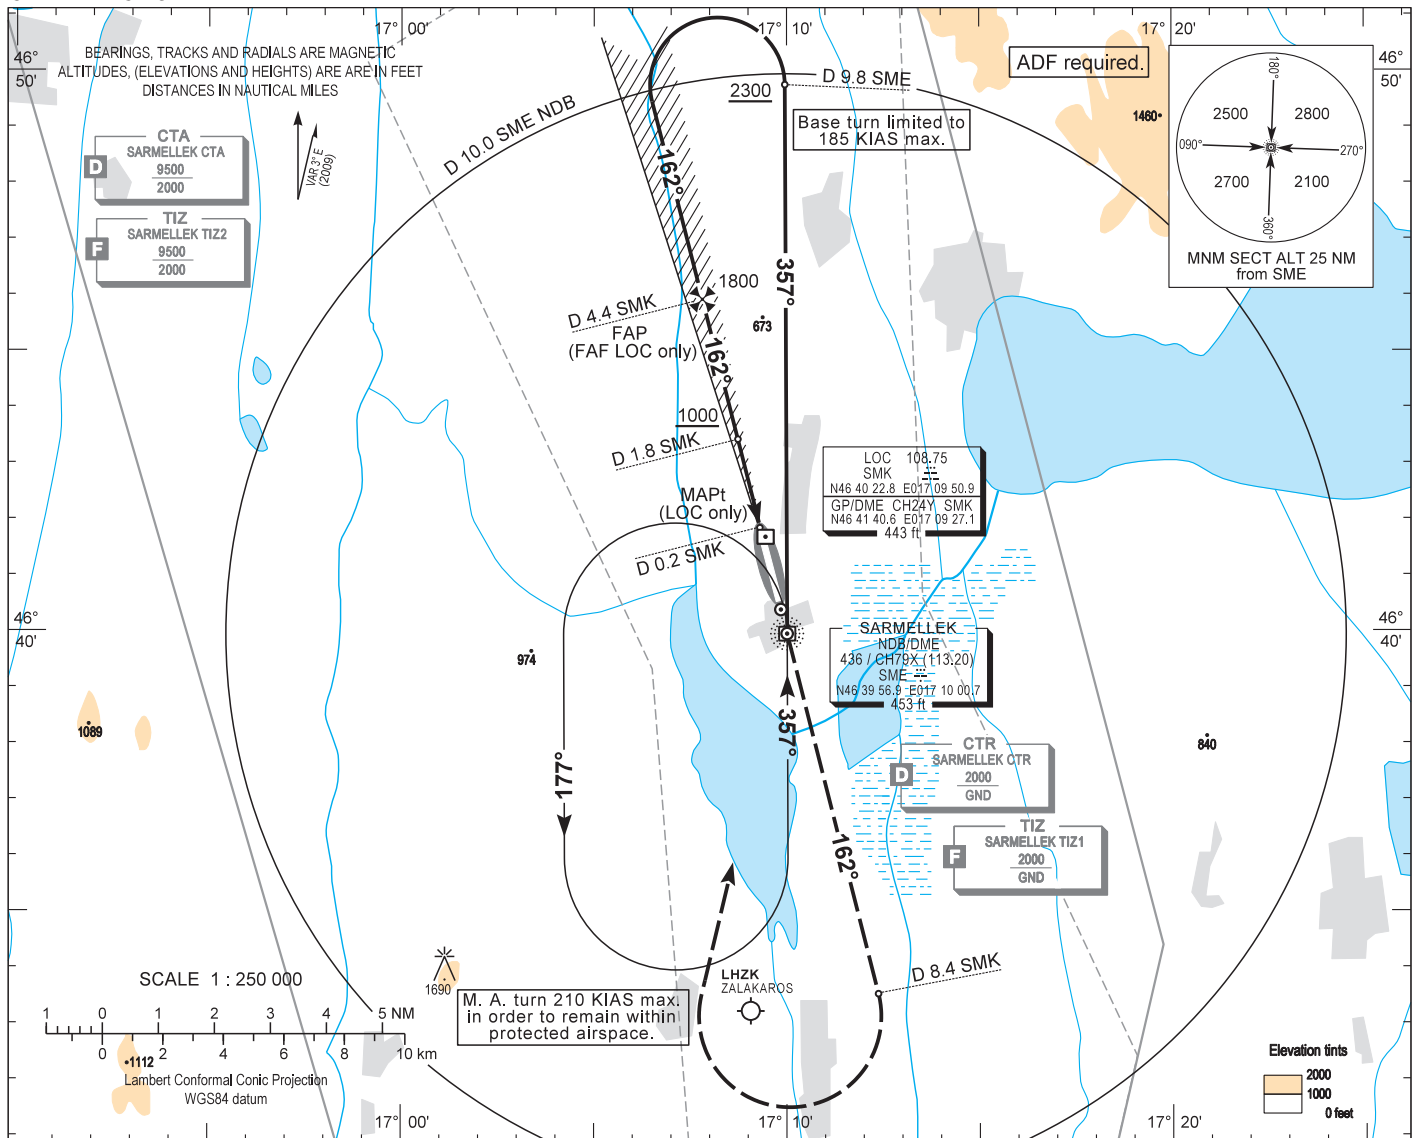 17° 00'
17° 10'
17° 20'
46°
50'
46°
50'
BEARINGS, TRACKS AND RADIALS ARE MAGNETIC
ALTITUDES, (ELEVATIONS AND HEIGHTS) ARE ARE IN FEET
DISTANCES IN NAUTICAL MILES
VAR 3° E
(2009)
CTA
D
SARMELLEK CTA
9500
2000
TIZ
F
SARMELLEK TIZ2
9500
2000
D 10.0 SME NDB
D 9.8 SME
2300
Base turn limited to
185 KIAS max.
ADF required.
1460
180°
2500
2800
090°
270°
2700
2100
360°
MNM SECT ALT 25 NM
from SME
162°
357°
1800
D 4.4 SMK
FAP
(FAF LOC only)
673
162°
1000
D 1.8 SMK
MAPt
(LOC only)
D 0.2 SMK
LOC 108.75
SMK
N46 40 22.8 E017 09 50.9
GP/DME CH24Y SMK
N46 41 40.6 E017 09 27.1
443 ft
46°
40'
46°
40'
SARMELLEK
NDB/DME
436 / CH79X (113.20)
SME
N46 39 56.9 E017 10 00.7
453 ft
974
1089
840
177°
357°
162°
CTR
D
SARMELLEK CTR
2000
GND
TIZ
F
SARMELLEK TIZ1
2000
GND
D 8.4 SMK
LHZK
ZALAKAROS
1690
M. A. turn 210 KIAS max.
in order to remain within
protected airspace.
SCALE 1 : 250 000
1 0 1 2 3 4 5 NM
0 2 4 6 8 10 km
1112
Lambert Conformal Conic Projection
WGS84 datum
Elevation tints
2000
1000
0 feet
17° 00'
17° 10'
17° 20'